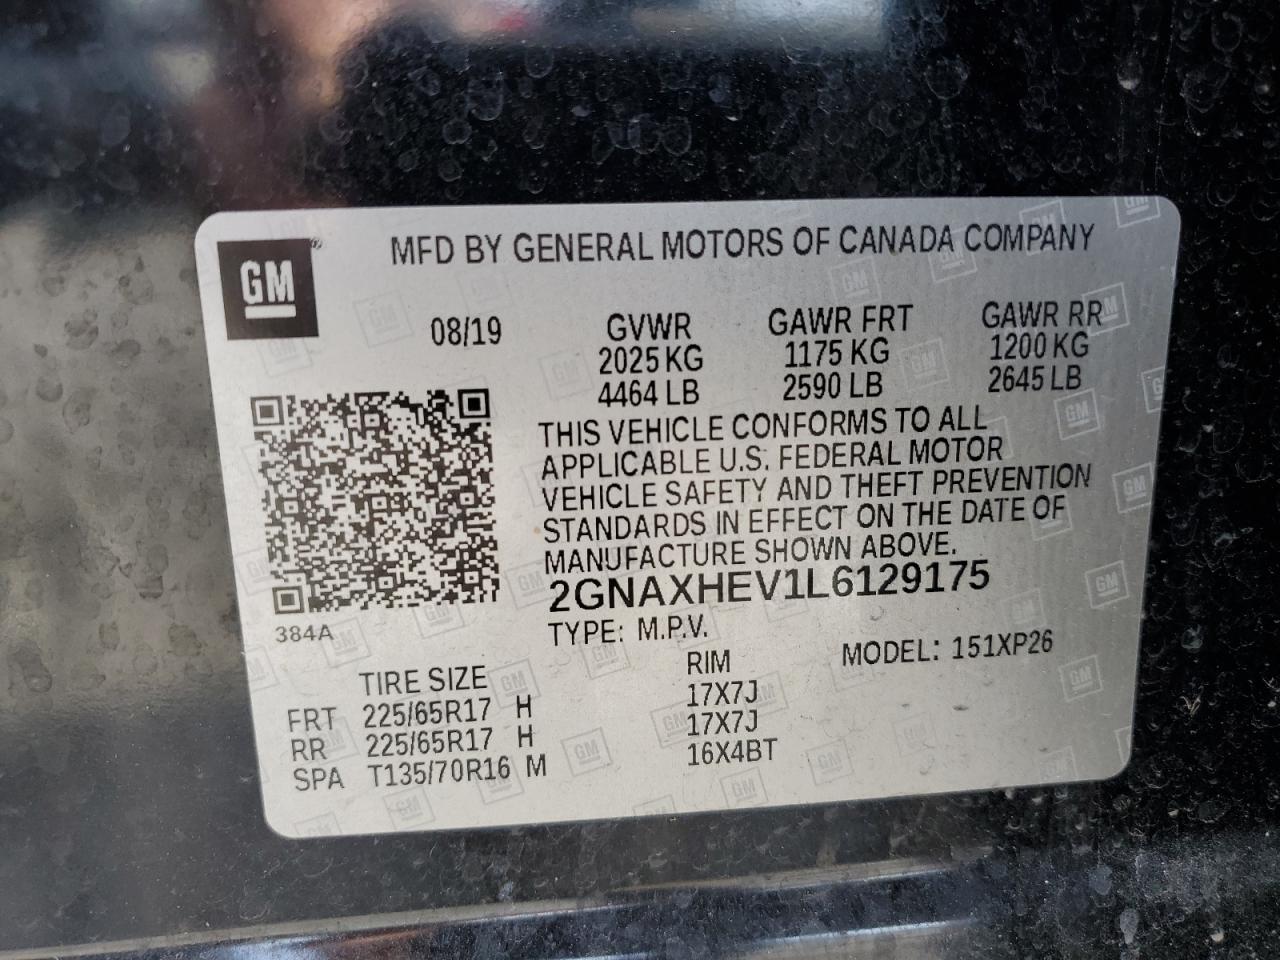 GM
MFD BY GENERAL MOTORS OF CANADA COMPANY
08/19 GVWR GAWR FRT GAWR RR
2025 KG 1175 KG 1200 KG
4464 LB 2590 LB 2645 LB
THIS VEHICLE CONFORMS TO ALL
APPLICABLE U.S. FEDERAL MOTOR
VEHICLE SAFETY AND THEFT PREVENTION
STANDARDS IN EFFECT ON THE DATE OF
MANUFACTURE SHOWN ABOVE.
2GNAXHEV1L6129175
384A
TYPE: M.P.V.
MODEL: 151XP26
TIRE SIZE RIM
FRT 225/65R17 H 17X7J
RR 225/65R17 H 17X7J
SPA T135/70R16 M 16X4BT